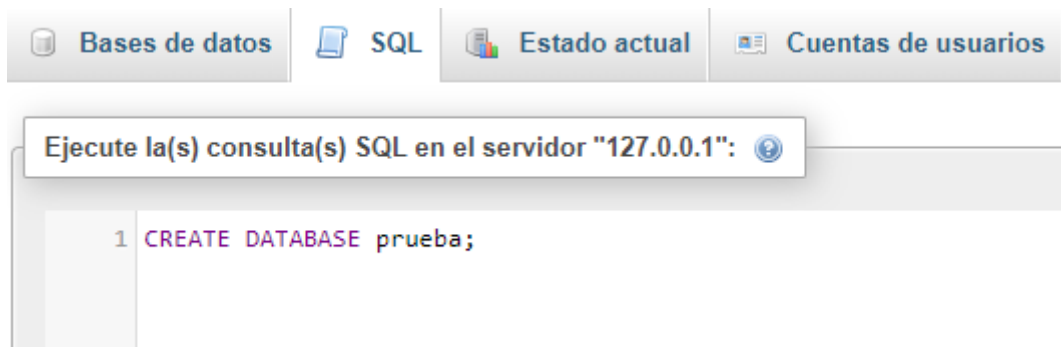 Bases de datos SQL Estado actual Cuentas de usuarios
Ejecute la(s) consulta(s) SQL en el servidor "127.0.0.1":
1 CREATE DATABASE prueba;